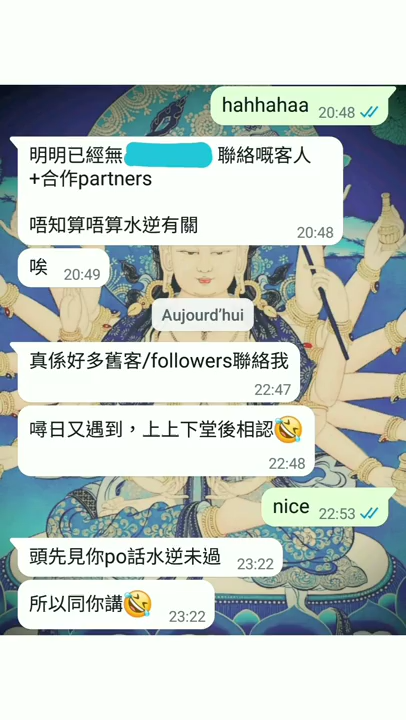 hahhahaa 20:48
明明已經無 聯絡嘅客人
+合作partners
唔知算唔算水逆有關
20:48
唉 20:49
Aujourd'hui
真係好多舊客/followers聯絡我
22:47
噚日又遇到，上上下堂後相認🤣
22:48
nice 22:53
頭先見你po話水逆未過 23:22
所以同你講🤣 23:22